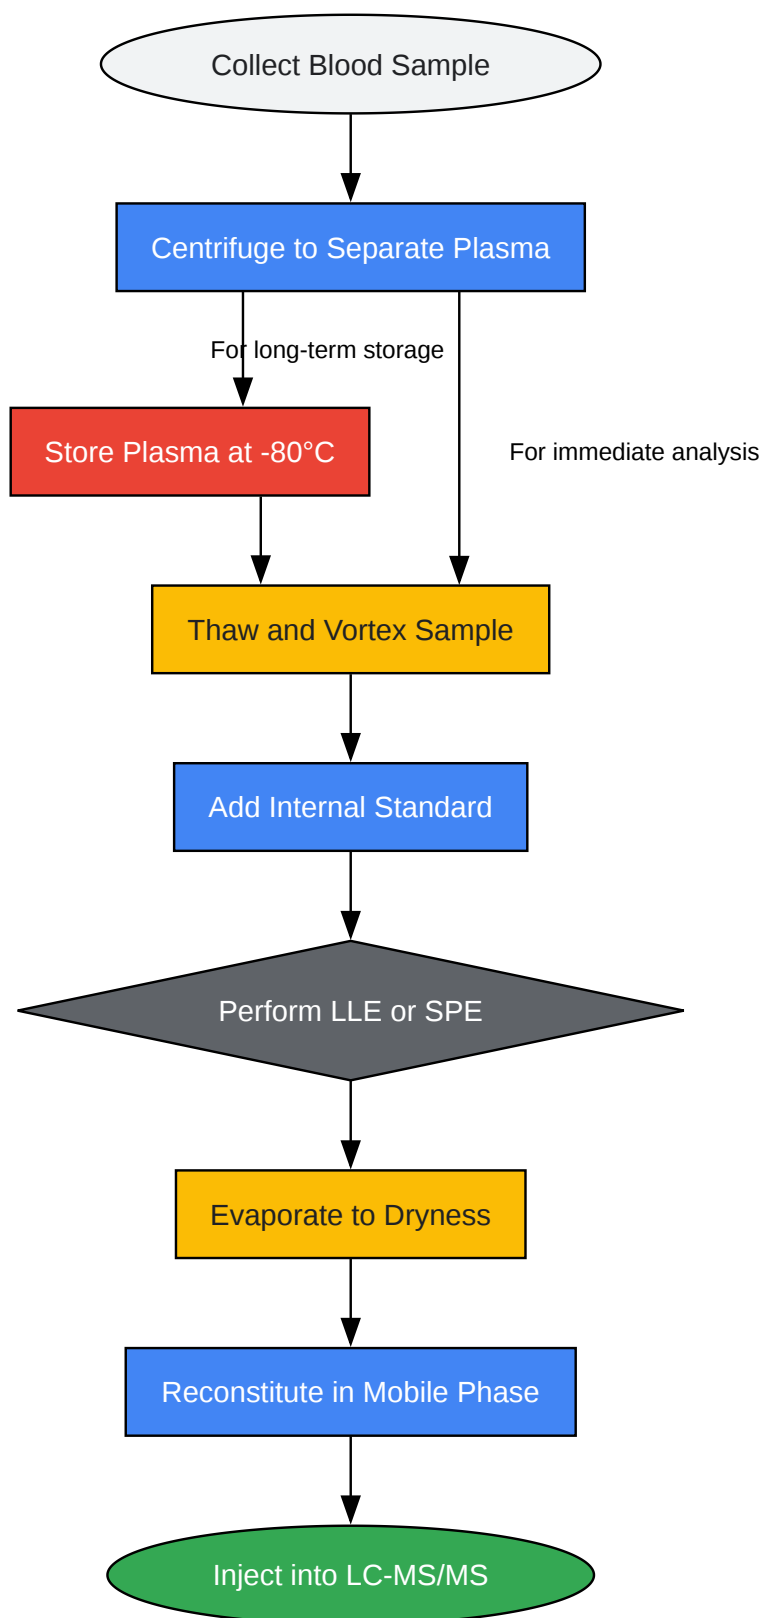 Collect Blood Sample
Centrifuge to Separate Plasma
For long-term storage
Store Plasma at -80°C
For immediate analysis
Thaw and Vortex Sample
Add Internal Standard
Perform LLE or SPE
Evaporate to Dryness
Reconstitute in Mobile Phase
Inject into LC-MS/MS